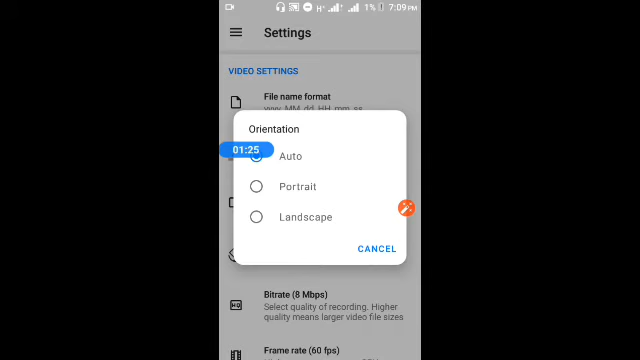 H+ 1% 7:09 PM
Settings
VIDEO SETTINGS
File name format
yyyy_MM_dd_HH_mm_ss
Orientation
01:25
Auto
Portrait
Landscape
CANCEL
Bitrate (8 Mbps)
Select quality of recording. Higher
quality means larger video file sizes
Frame rate (60 fps)